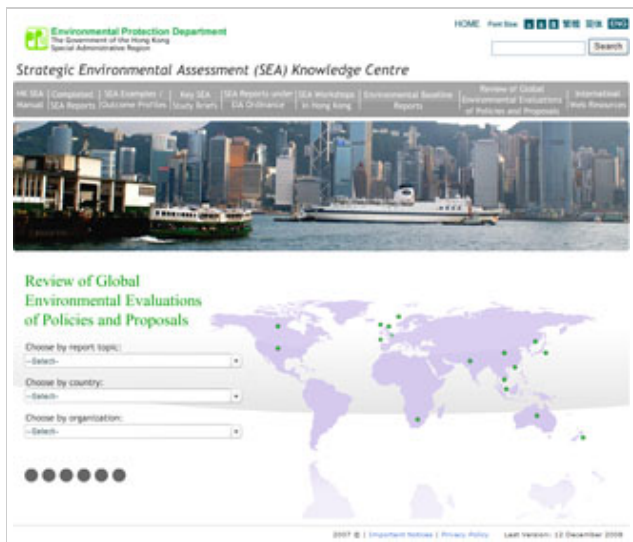 Environmental Protection Department
The Government of the Hong Kong
Special Administrative Region
HOME Font Size: a a a 繁體 简体 ENG
Search
Strategic Environmental Assessment (SEA) Knowledge Centre
HK SEA Manual
Completed SEA Reports
SEA Examples / Outcome Profiles
Key SEA Study Briefs
SEA Reports under EIA Ordinance
SEA Workshops in Hong Kong
Environmental Baseline Reports
Review of Global Environmental Evaluations of Policies and Proposals
International Web Resources
Review of Global
Environmental Evaluations
of Policies and Proposals
Choose by report topic:
--Select--
Choose by country:
--Select--
Choose by organization:
--Select--
2007 © | Important Notices | Privacy Policy Last Version: 12 December 2008